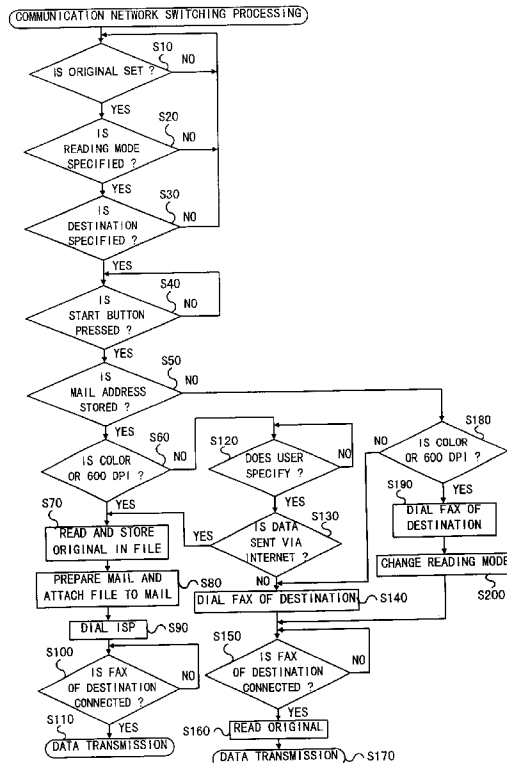 COMMUNICATION NETWORK SWITCHING PROCESSING
S10
IS ORIGINAL SET ?
NO
YES
S20
IS
READING MODE
SPECIFIED ?
NO
YES
S30
IS
DESTINATION
SPECIFIED ?
NO
YES
S40
IS
START BUTTON
PRESSED ?
NO
YES
S50
IS
MAIL ADDRESS
STORED ?
NO
YES
S60
IS COLOR
OR 600 DPI ?
NO
YES
S120
DOES USER
SPECIFY ?
NO
YES
S180
IS COLOR
OR 600 DPI ?
NO
YES
S70
READ AND STORE
ORIGINAL IN FILE
S130
IS DATA
SENT VIA
INTERNET ?
YES
NO
S190
DIAL FAX OF
DESTINATION
CHANGE READING MODE
S200
PREPARE MAIL AND
ATTACH FILE TO MAIL
S80
DIAL FAX OF DESTINATION
S140
DIAL ISP
S90
S100
IS FAX
OF DESTINATION
CONNECTED ?
NO
YES
S150
IS FAX
OF DESTINATION
CONNECTED ?
NO
YES
S110
DATA TRANSMISSION
S160
READ ORIGINAL
DATA TRANSMISSION
S170